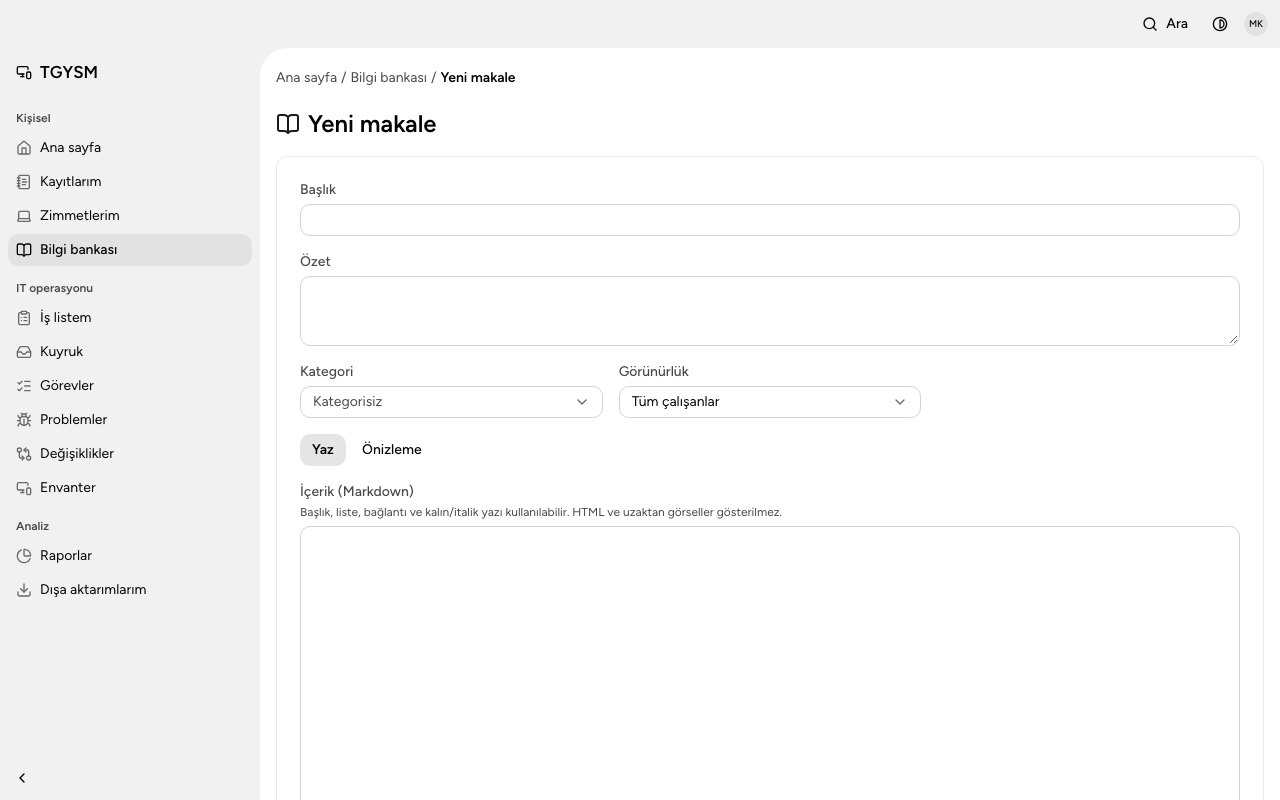 Ara
MK
TGYSM
Kişisel
Ana sayfa
Kayıtlarım
Zimmetlerim
Bilgi bankası
IT operasyonu
İş listem
Kuyruk
Görevler
Problemler
Değişiklikler
Envanter
Analiz
Raporlar
Dışa aktarımlarım
Ana sayfa / Bilgi bankası / Yeni makale
Yeni makale
Başlık
Özet
Kategori
Görünürlük
Kategorisiz
Tüm çalışanlar
Yaz
Önizleme
İçerik (Markdown)
Başlık, liste, bağlantı ve kalın/italik yazı kullanılabilir. HTML ve uzaktan görseller gösterilmez.